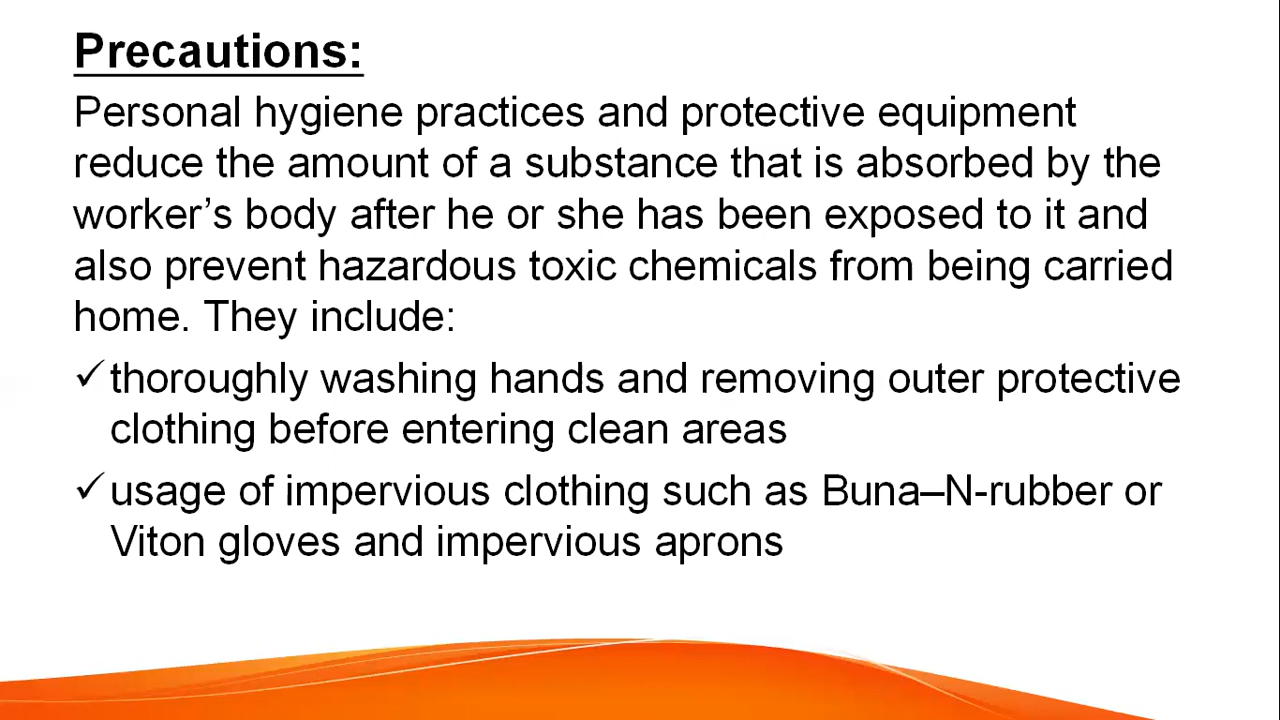 Precautions:
Personal hygiene practices and protective equipment
reduce the amount of a substance that is absorbed by the
worker’s body after he or she has been exposed to it and
also prevent hazardous toxic chemicals from being carried
home. They include:
✓thoroughly washing hands and removing outer protective
clothing before entering clean areas
✓usage of impervious clothing such as Buna–N-rubber or
Viton gloves and impervious aprons